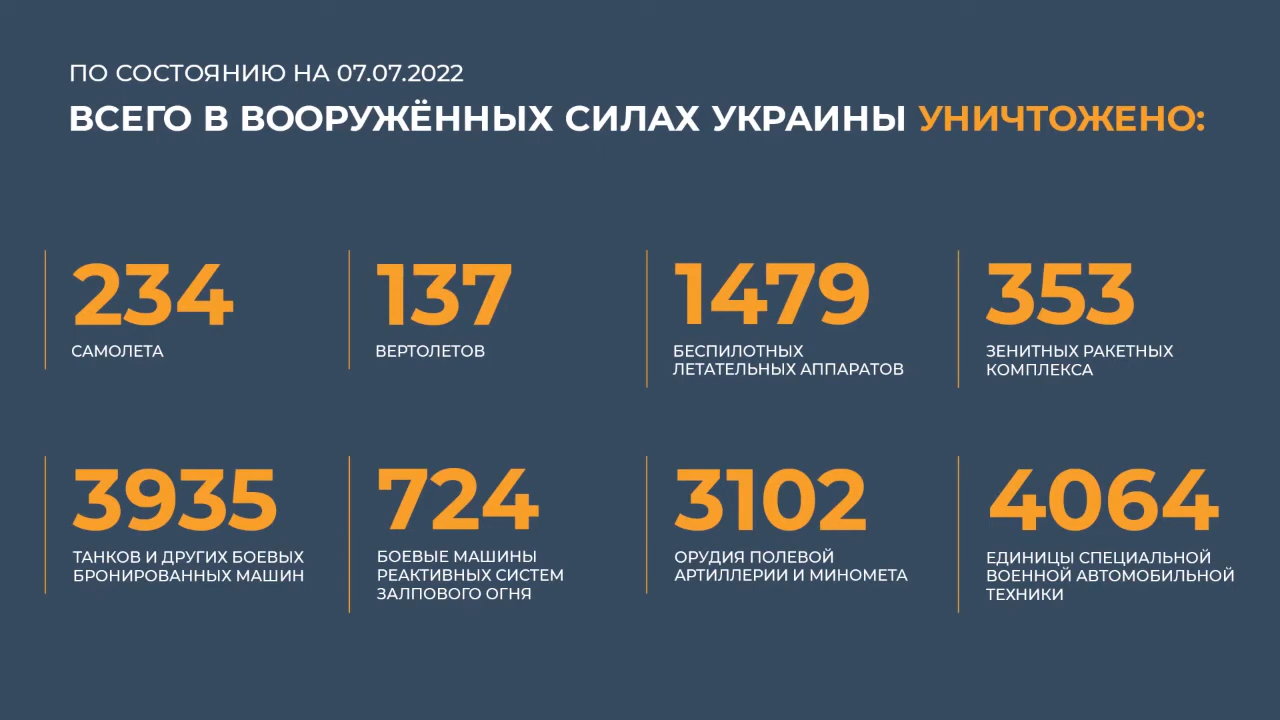 ПО СОСТОЯНИЮ НА 07.07.2022
ВСЕГО В ВООРУЖЁННЫХ СИЛАХ УКРАИНЫ УНИЧТОЖЕНО:
234
САМОЛЕТА
137
ВЕРТОЛЕТОВ
1479
БЕСПИЛОТНЫХ
ЛЕТАТЕЛЬНЫХ АППАРАТОВ
353
ЗЕНИТНЫХ РАКЕТНЫХ
КОМПЛЕКСА
3935
ТАНКОВ И ДРУГИХ БОЕВЫХ
БРОНИРОВАННЫХ МАШИН
724
БОЕВЫЕ МАШИНЫ
РЕАКТИВНЫХ СИСТЕМ
ЗАЛПОВОГО ОГНЯ
3102
ОРУДИЯ ПОЛЕВОЙ
АРТИЛЛЕРИИ И МИНОМЕТА
4064
ЕДИНИЦЫ СПЕЦИАЛЬНОЙ
ВОЕННОЙ АВТОМОБИЛЬНОЙ
ТЕХНИКИ